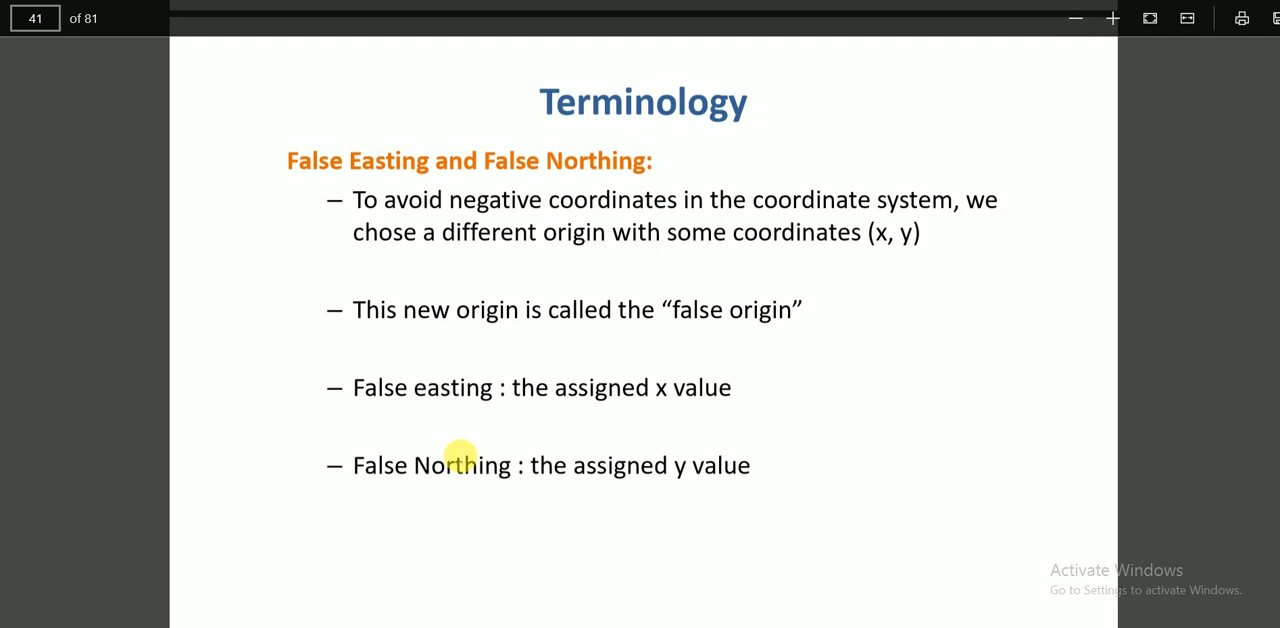 41 of 81
Terminology
False Easting and False Northing:
– To avoid negative coordinates in the coordinate system, we
chose a different origin with some coordinates (x, y)
– This new origin is called the “false origin”
– False easting : the assigned x value
– False Northing : the assigned y value
Activate Windows
Go to Settings to activate Windows.